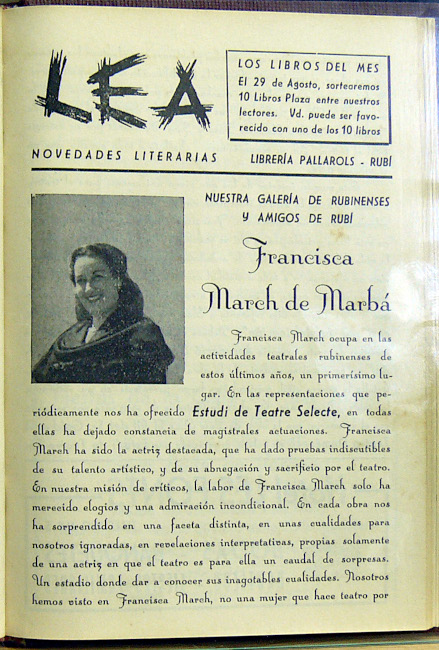 LEA
LOS LIBROS DEL MES
El 29 de Agosto, sortearemos
10 Libros Plaza entre nuestros
lectores. Vd. puede ser favo-
recido con uno de los 10 libros
NOVEDADES LITERARIAS LIBRERÍA PALLAROLS - RUBÍ
NUESTRA GALERÍA DE RUBINENSES
y AMIGOS DE RUBÍ
Francisca
March de Marbá
Francisca March ocupa en las
actividades teatrales rubinenses de
estos últimos años, un primerísimo lu-
gar. En las representaciones que pe-
riódicamente nos ha ofrecido Estudi de Teatre Selecte, en todas
ellas ha dejado constancia de magistrales actuaciones. Francisca
March ha sido la actriz destacada, que ha dado pruebas indiscutibles
de su talento artístico, y de su abnegación y sacrificio por el teatro.
En nuestra misión de críticos, la labor de Francisca March solo ha
merecido elogios y una admiración incondicional. En cada obra nos
ha sorprendido en una faceta distinta, en unas cualidades para
nosotros ignoradas, en revelaciones interpretativas, propias solamente
de una actriz en que el teatro es para ella un caudal de sorpresas.
Un estadio donde dar a conocer sus inagotables cualidades. Nosotros
hemos visto en Francisca March, no una mujer que hace teatro por